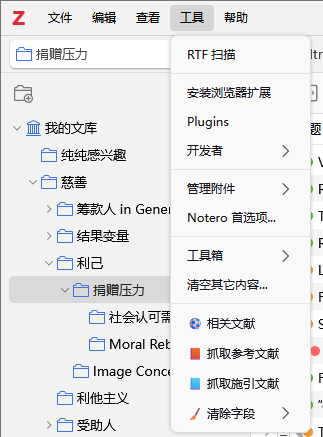 Z
文件 编辑 查看 工具 帮助
捐赠压力
我的文库
纯纯感兴趣
慈善
筹款人 in Gener
结果变量
利己
捐赠压力
社会认可需
Moral Reb
Image Conce
利他主义
受助人
RTF 扫描
安装浏览器扩展
Plugins
开发者
管理附件
Notero 首选项...
工具箱
清空其它内容...
相关文献
抓取参考文献
抓取施引文献
清除字段
ltr
题
V
F
T
R
T
G
F
S
F
"
T